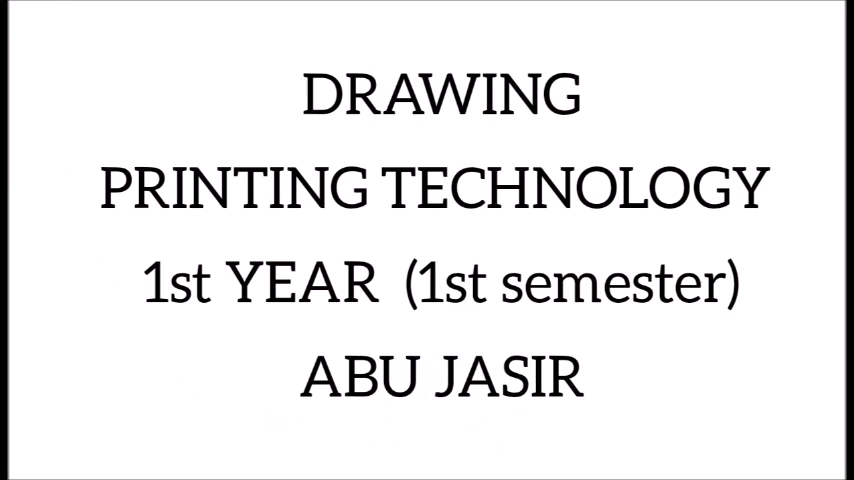 DRAWING
PRINTING TECHNOLOGY
1st YEAR (1st semester)
ABU JASIR